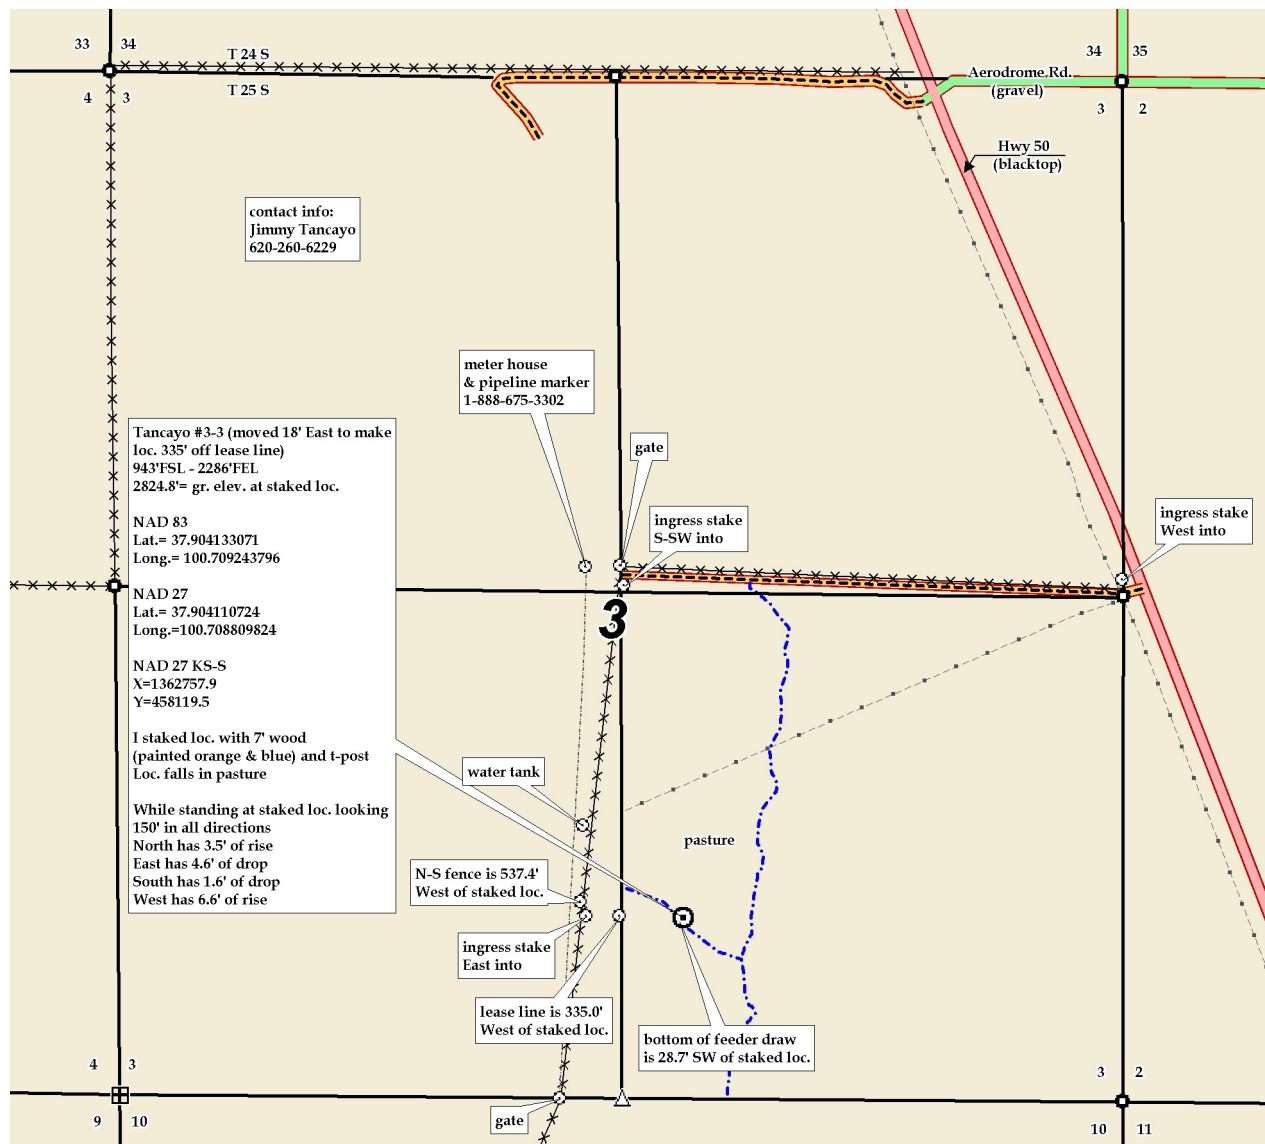 33 34
T 24 S
34 35
Aerodrome Rd.
(gravel)
4 3
T 25 S
3 2
Hwy 50
(blacktop)
contact info:
Jimmy Tancayo
620-260-6229
meter house
& pipeline marker
1-888-675-3302
gate
ingress stake
S-SW into
ingress stake
West into
Tancayo #3-3 (moved 18' East to make
loc. 335' off lease line)
943'FSL - 2286'FEL
2824.8'= gr. elev. at staked loc.
NAD 83
Lat.= 37.904133071
Long.= 100.709243796
NAD 27
Lat.= 37.904110724
Long.=100.708809824
NAD 27 KS-S
X=1362757.9
Y=458119.5
I staked loc. with 7' wood
(painted orange & blue) and t-post
Loc. falls in pasture
While standing at staked loc. looking
150' in all directions
North has 3.5' of rise
East has 4.6' of drop
South has 1.6' of drop
West has 6.6' of rise
3
water tank
pasture
N-S fence is 537.4'
West of staked loc.
ingress stake
East into
lease line is 335.0'
West of staked loc.
bottom of feeder draw
is 28.7' SW of staked loc.
4 3
3 2
gate
9 10
10 11